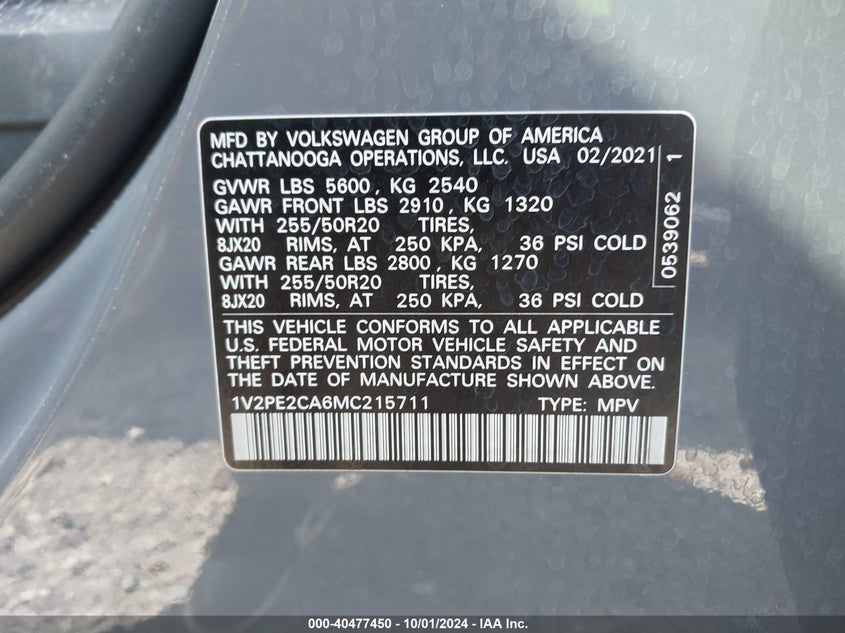 MFD BY VOLKSWAGEN GROUP OF AMERICA
CHATTANOOGA OPERATIONS, LLC. USA 02/2021
GVWR LBS 5600, KG 2540
GAWR FRONT LBS 2910, KG 1320
WITH 255/50R20 TIRES,
8JX20 RIMS, AT 250 KPA, 36 PSI COLD
GAWR REAR LBS 2800, KG 1270
WITH 255/50R20 TIRES,
8JX20 RIMS, AT 250 KPA, 36 PSI COLD
THIS VEHICLE CONFORMS TO ALL APPLICABLE
U.S. FEDERAL MOTOR VEHICLE SAFETY AND
THEFT PREVENTION STANDARDS IN EFFECT ON
THE DATE OF MANUFACTURE SHOWN ABOVE.
1V2PE2CA6MC215711 TYPE: MPV
0539062 1
000-40477450 - 10/01/2024 - IAA Inc.